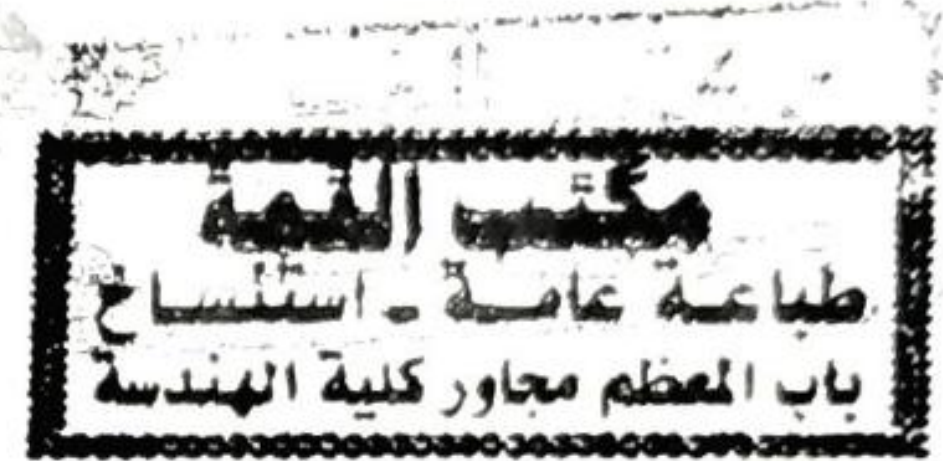 مكتب القمة
طباعة عامة - استنساخ
باب المعظم مجاور كلية الهندسة